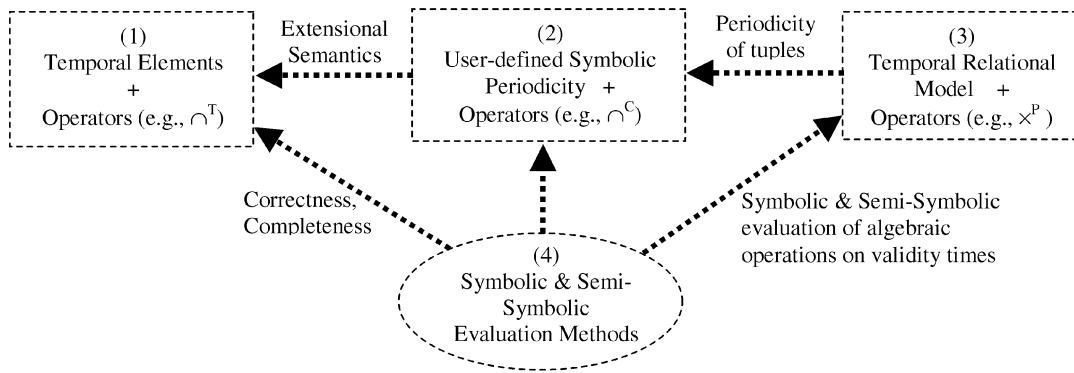 (1)
Temporal Elements
+
Operators (e.g., ∩T)
Extensional
Semantics
(2)
User-defined Symbolic
Periodicity +
Operators (e.g., ∩C)
Periodicity
of tuples
(3)
Temporal Relational
Model +
Operators (e.g., ×P )
Correctness,
Completeness
(4)
Symbolic & Semi-
Symbolic
Evaluation Methods
Symbolic & Semi-Symbolic
evaluation of algebraic
operations on validity times